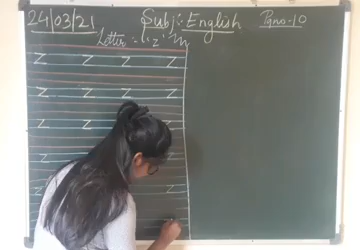 24/03/21 Subj:- English Pg.no-10
Letter :- 'z'
z z z z
z z z z
z z z
z z